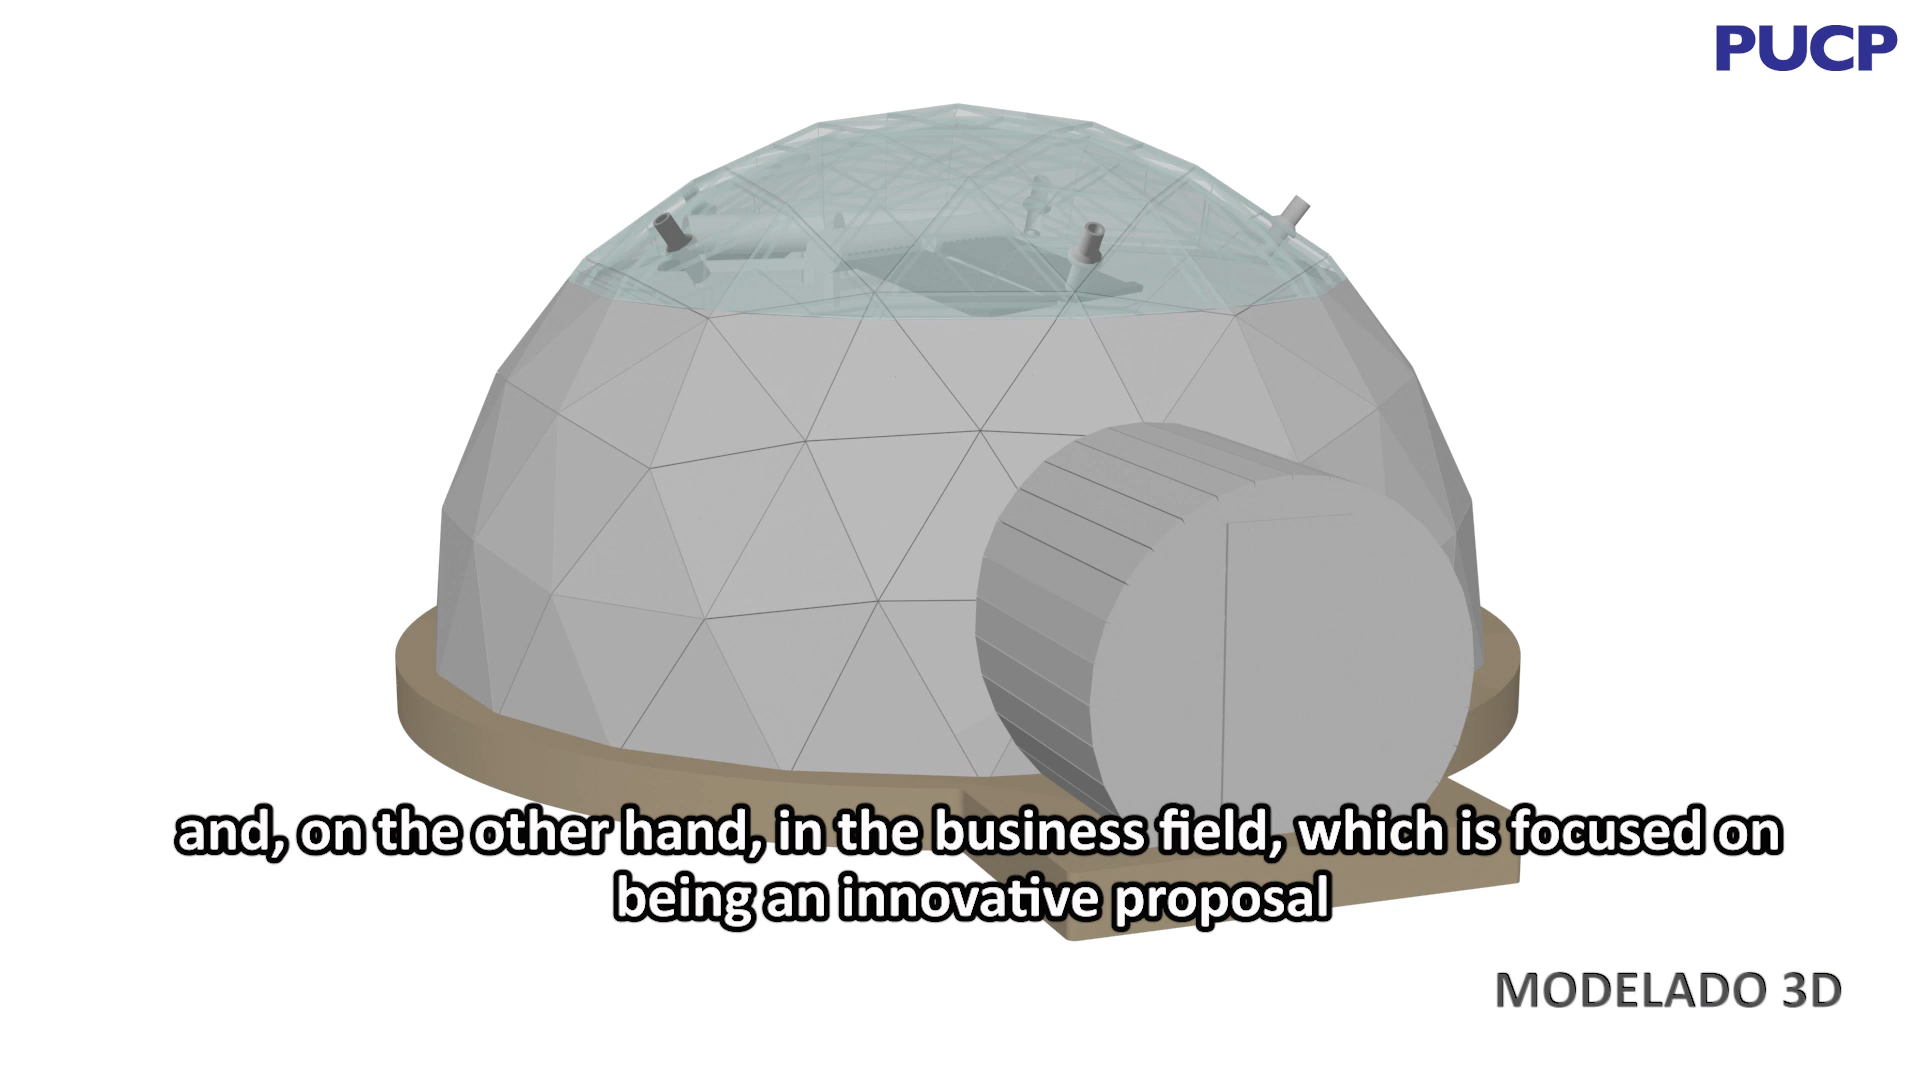 PUCP
and, on the other hand, in the business field, which is focused on
being an innovative proposal
MODELADO 3D